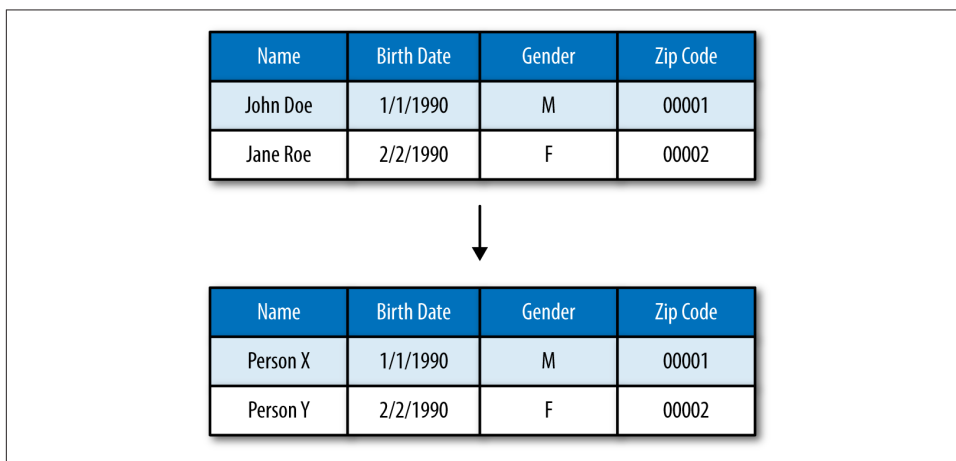 Name Birth Date Gender Zip Code
John Doe 1/1/1990 M 00001
Jane Roe 2/2/1990 F 00002
Name Birth Date Gender Zip Code
Person X 1/1/1990 M 00001
Person Y 2/2/1990 F 00002